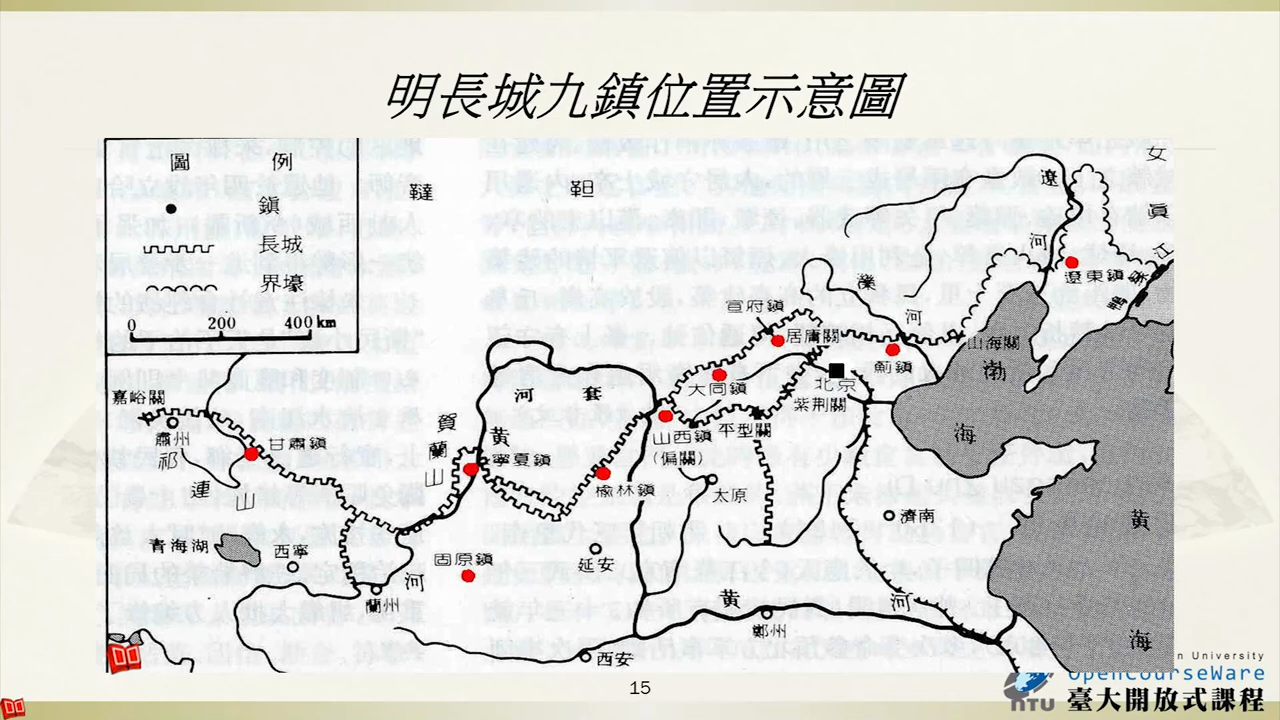 明長城九鎮位置示意圖
圖 例
鎮
長城
界壕
0 200 400 km
韃 靼
女真
遼河
遼東鎮
鴨綠江
灤河
宣府鎮
居庸關
山海關
薊鎮
渤海
大同鎮
北京
紫荊關
河套
嘉峪關
肅州
甘肅鎮
祁連山
賀蘭山
黃河
寧夏鎮
榆林鎮
山西鎮
(偏關)
平型關
太原
濟南
黃海
青海湖
西寧
固原鎮
延安
蘭州
黃河
鄭州
西安
15
n University
OpenCourseWare
NTU 臺大開放式課程